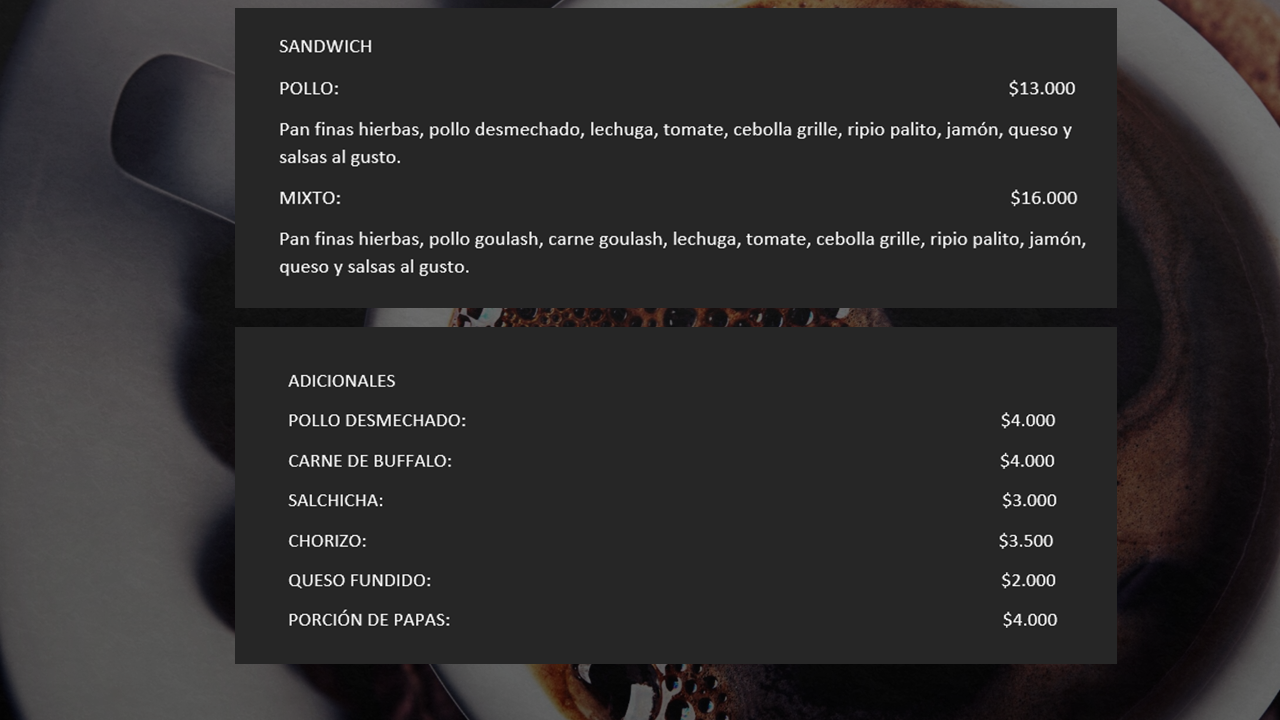 SANDWICH
POLLO: $13.000
Pan finas hierbas, pollo desmechado, lechuga, tomate, cebolla grille, ripio palito, jamón, queso y
salsas al gusto.
MIXTO: $16.000
Pan finas hierbas, pollo goulash, carne goulash, lechuga, tomate, cebolla grille, ripio palito, jamón,
queso y salsas al gusto.
ADICIONALES
POLLO DESMECHADO: $4.000
CARNE DE BUFFALO: $4.000
SALCHICHA: $3.000
CHORIZO: $3.500
QUESO FUNDIDO: $2.000
PORCIÓN DE PAPAS: $4.000